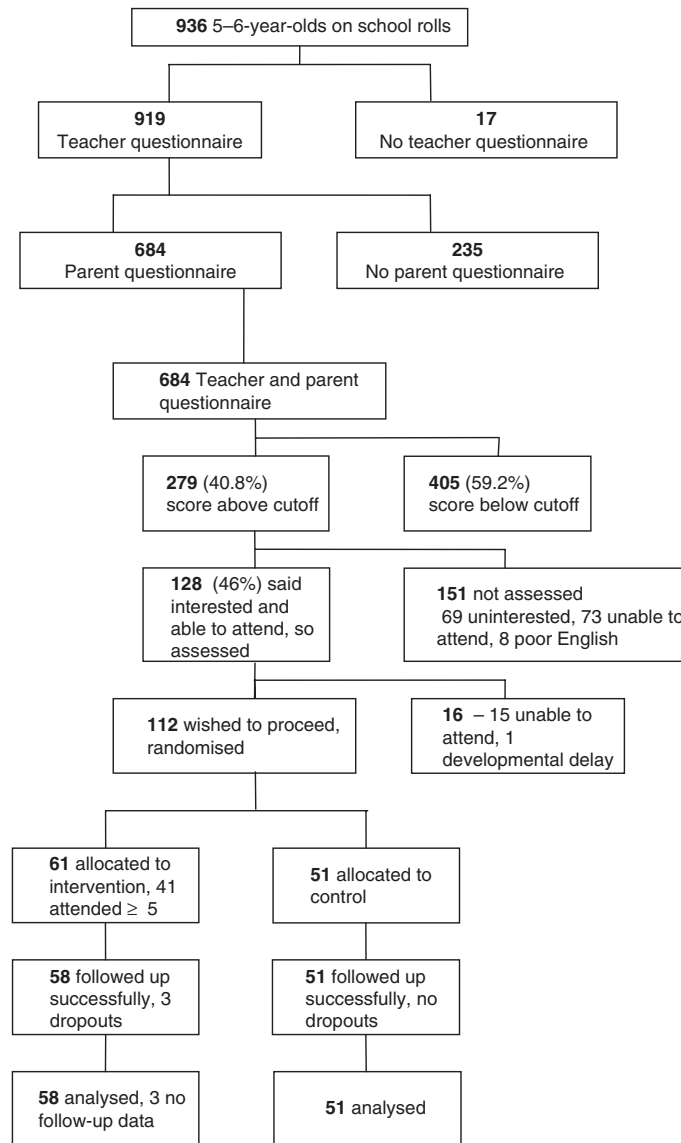 936 5–6-year-olds on school rolls
919
Teacher questionnaire
17
No teacher questionnaire
684
Parent questionnaire
235
No parent questionnaire
684 Teacher and parent
questionnaire
279 (40.8%)
score above cutoff
405 (59.2%)
score below cutoff
128 (46%) said
interested and
able to attend, so
assessed
151 not assessed
69 uninterested, 73 unable to
attend, 8 poor English
112 wished to proceed,
randomised
16 – 15 unable to
attend, 1
developmental delay
61 allocated to
intervention, 41
attended ≥ 5
51 allocated to
control
58 followed up
successfully, 3
dropouts
51 followed up
successfully, no
dropouts
58 analysed, 3 no
follow-up data
51 analysed